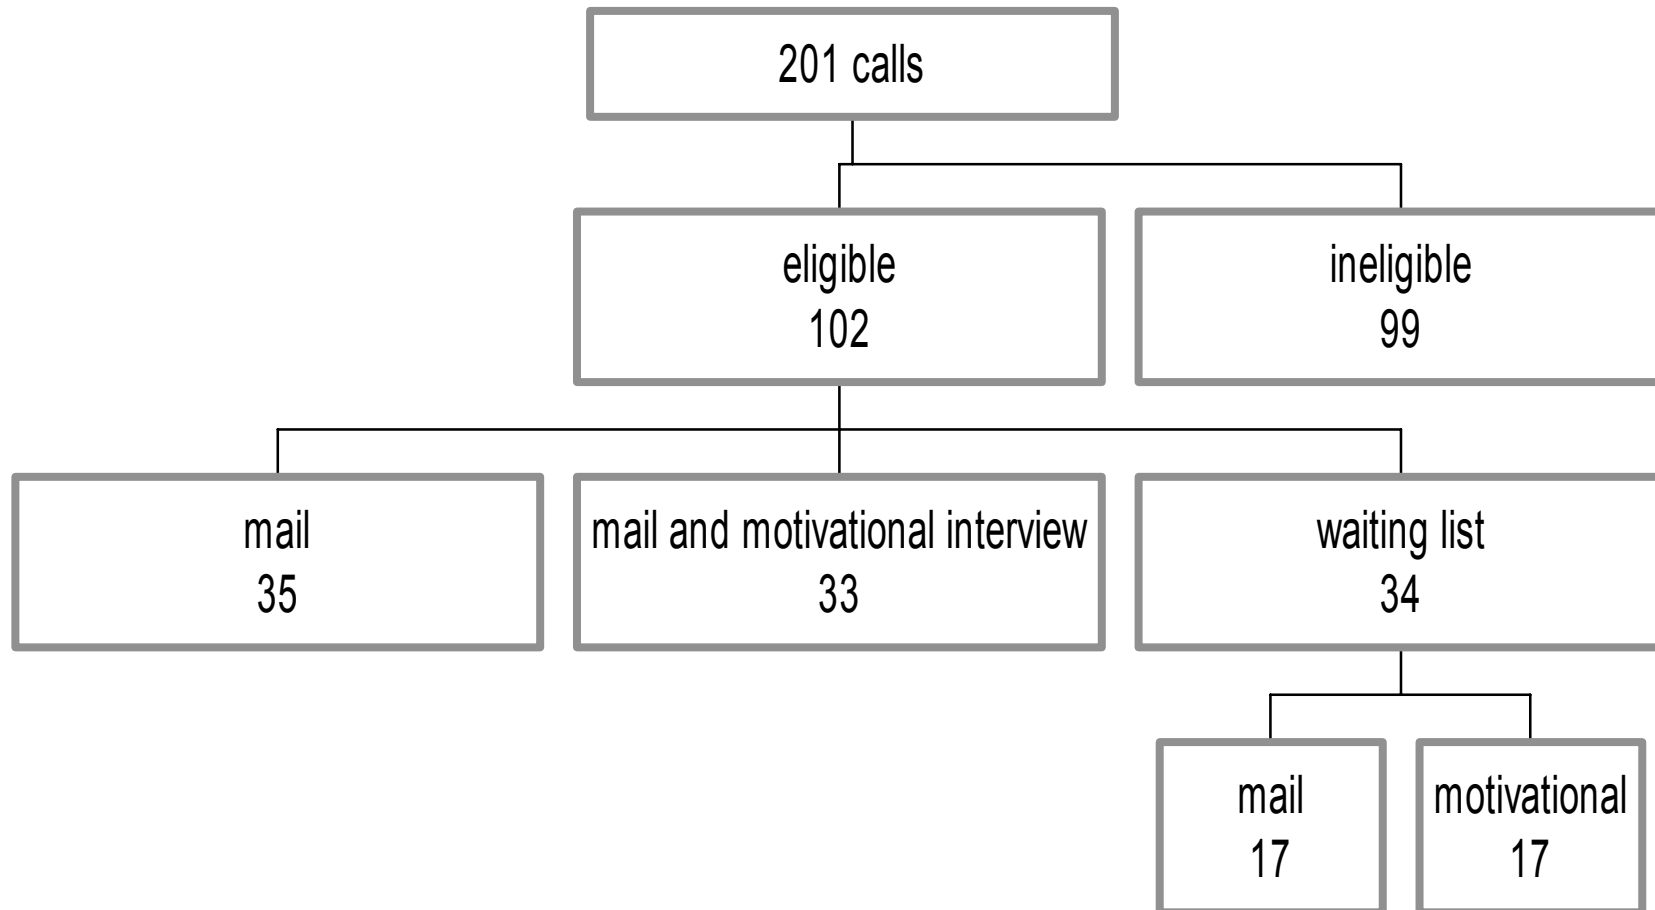 201 calls
eligible
102
ineligible
99
mail
35
mail and motivational interview
33
waiting list
34
mail
17
motivational
17